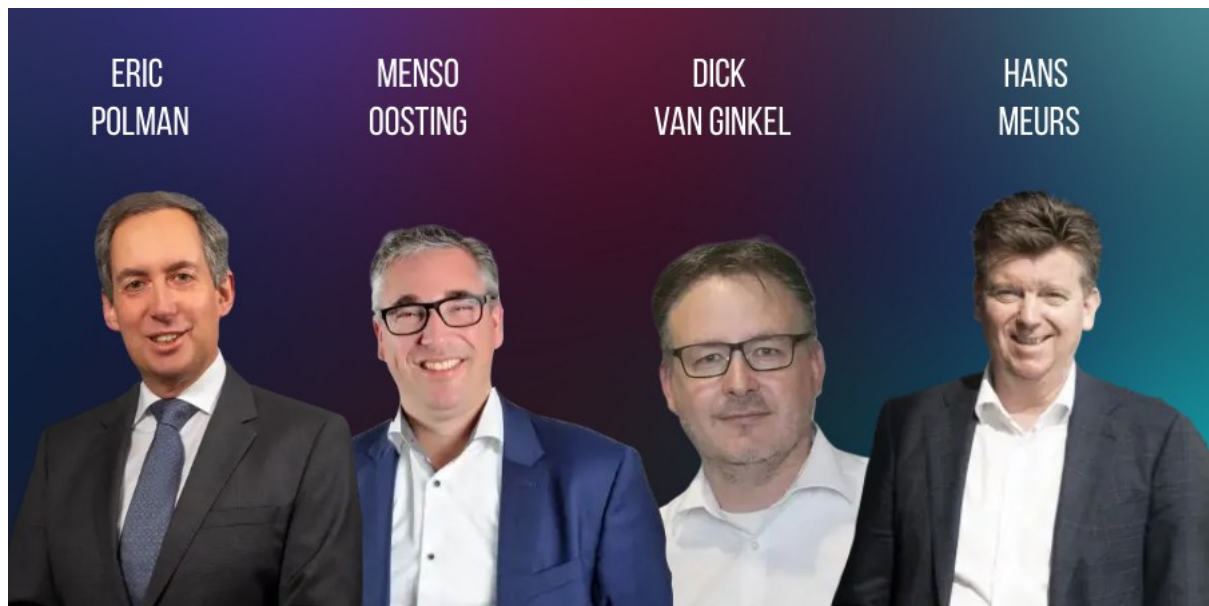 ERIC
POLMAN
MENSO
OOSTING
DICK
VAN GINKEL
HANS
MEURS